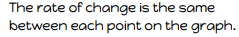 The rate of change is the same
between each point on the graph.